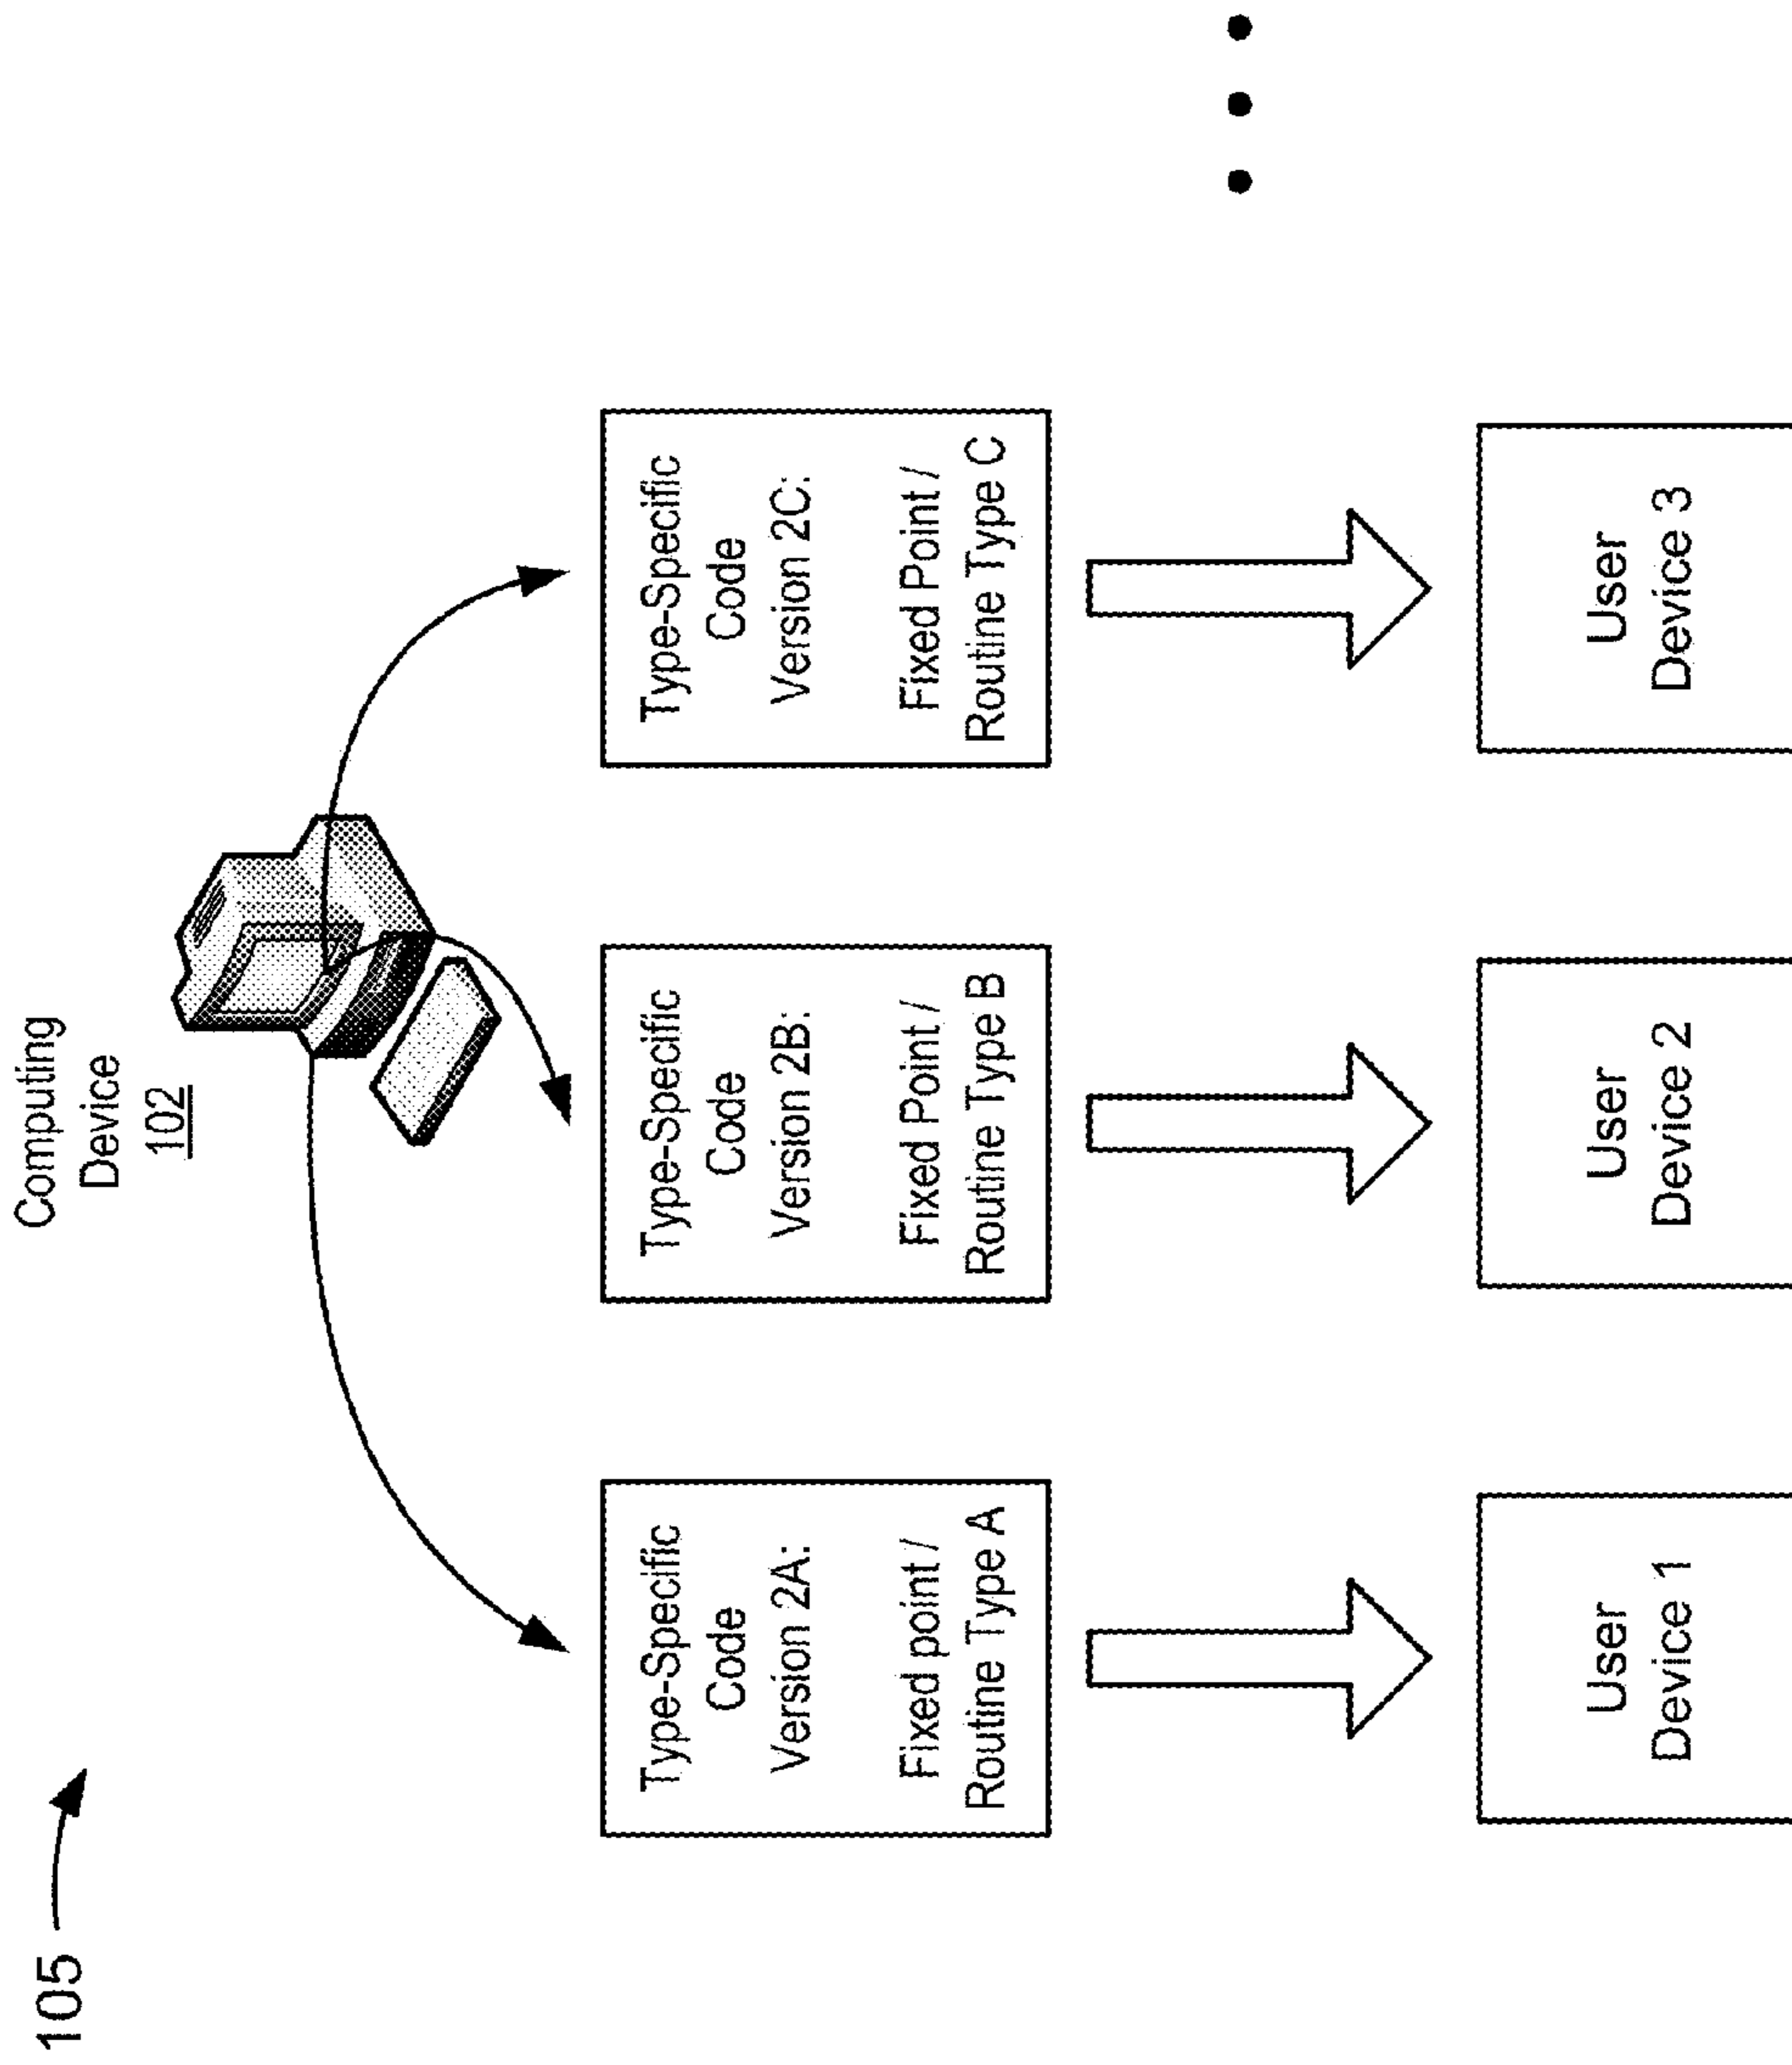 105
Computing
Device
102
Type-Specific
Code
Version 2A:
Fixed point /
Routine Type A
Type-Specific
Code
Version 2B:
Fixed Point /
Routine Type B
Type-Specific
Code
Version 2C:
Fixed Point /
Routine Type C
User
Device 1
User
Device 2
User
Device 3